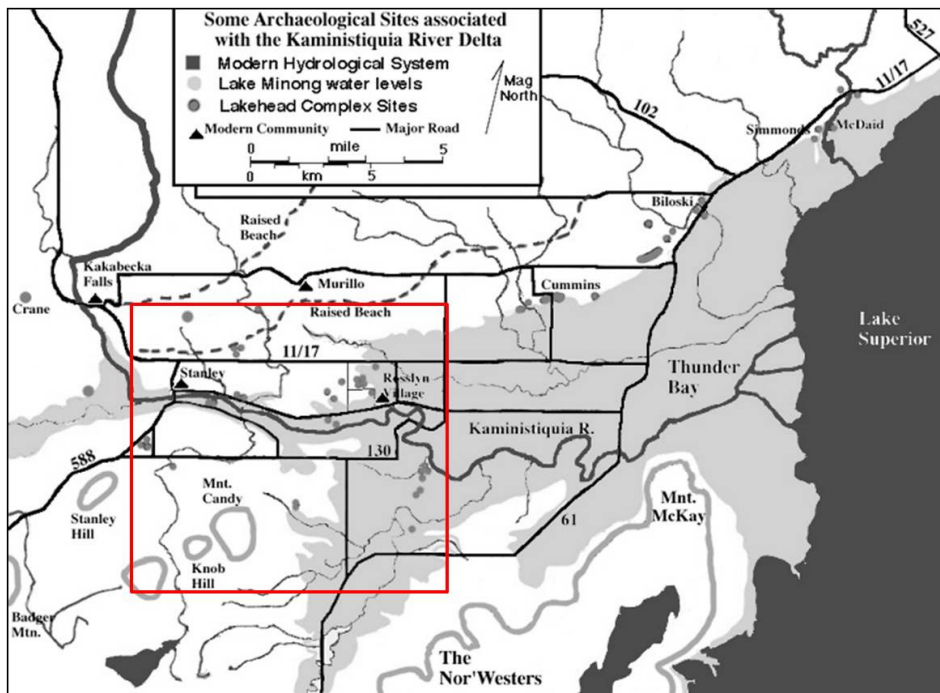 Some Archaeological Sites associated
with the Kaministiquia River Delta
Modern Hydrological System
Lake Minong water levels
Lakehead Complex Sites
Modern Community
Major Road
0 mile 5
0 km 5
Mag
North
527
11/17
102
Simmonds
McDaid
Biloski
Raised
Beach
Kakabecka
Falls
Murillo
Cummins
Crane
Raised Beach
Lake
Superior
11/17
Thunder
Bay
Stanley
Rosslyn
Village
Kaministiquia R.
130
588
Mnt.
Candy
Mnt.
McKay
Stanley
Hill
61
Knob
Hill
Badger
Mtn.
The
Nor'Westers